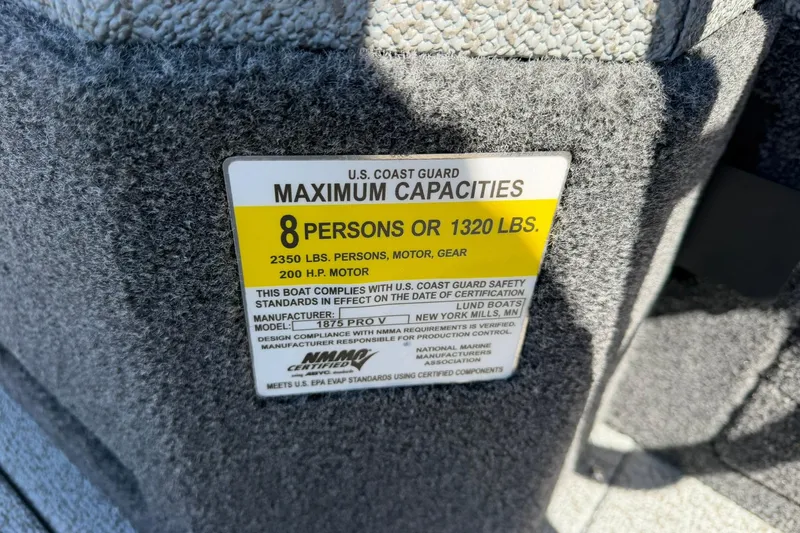 U.S. COAST GUARD
MAXIMUM CAPACITIES
8 PERSONS OR 1320 LBS.
2350 LBS. PERSONS, MOTOR, GEAR
200 H.P. MOTOR
THIS BOAT COMPLIES WITH U.S. COAST GUARD SAFETY
STANDARDS IN EFFECT ON THE DATE OF CERTIFICATION
MANUFACTURER: LUND BOATS
MODEL: 1875 PRO V NEW YORK MILLS, MN
DESIGN COMPLIANCE WITH NMMA REQUIREMENTS IS VERIFIED.
MANUFACTURER RESPONSIBLE FOR PRODUCTION CONTROL.
NMMA
CERTIFIED
using ABYC standards
NATIONAL MARINE
MANUFACTURERS
ASSOCIATION
MEETS U.S. EPA EVAP STANDARDS USING CERTIFIED COMPONENTS